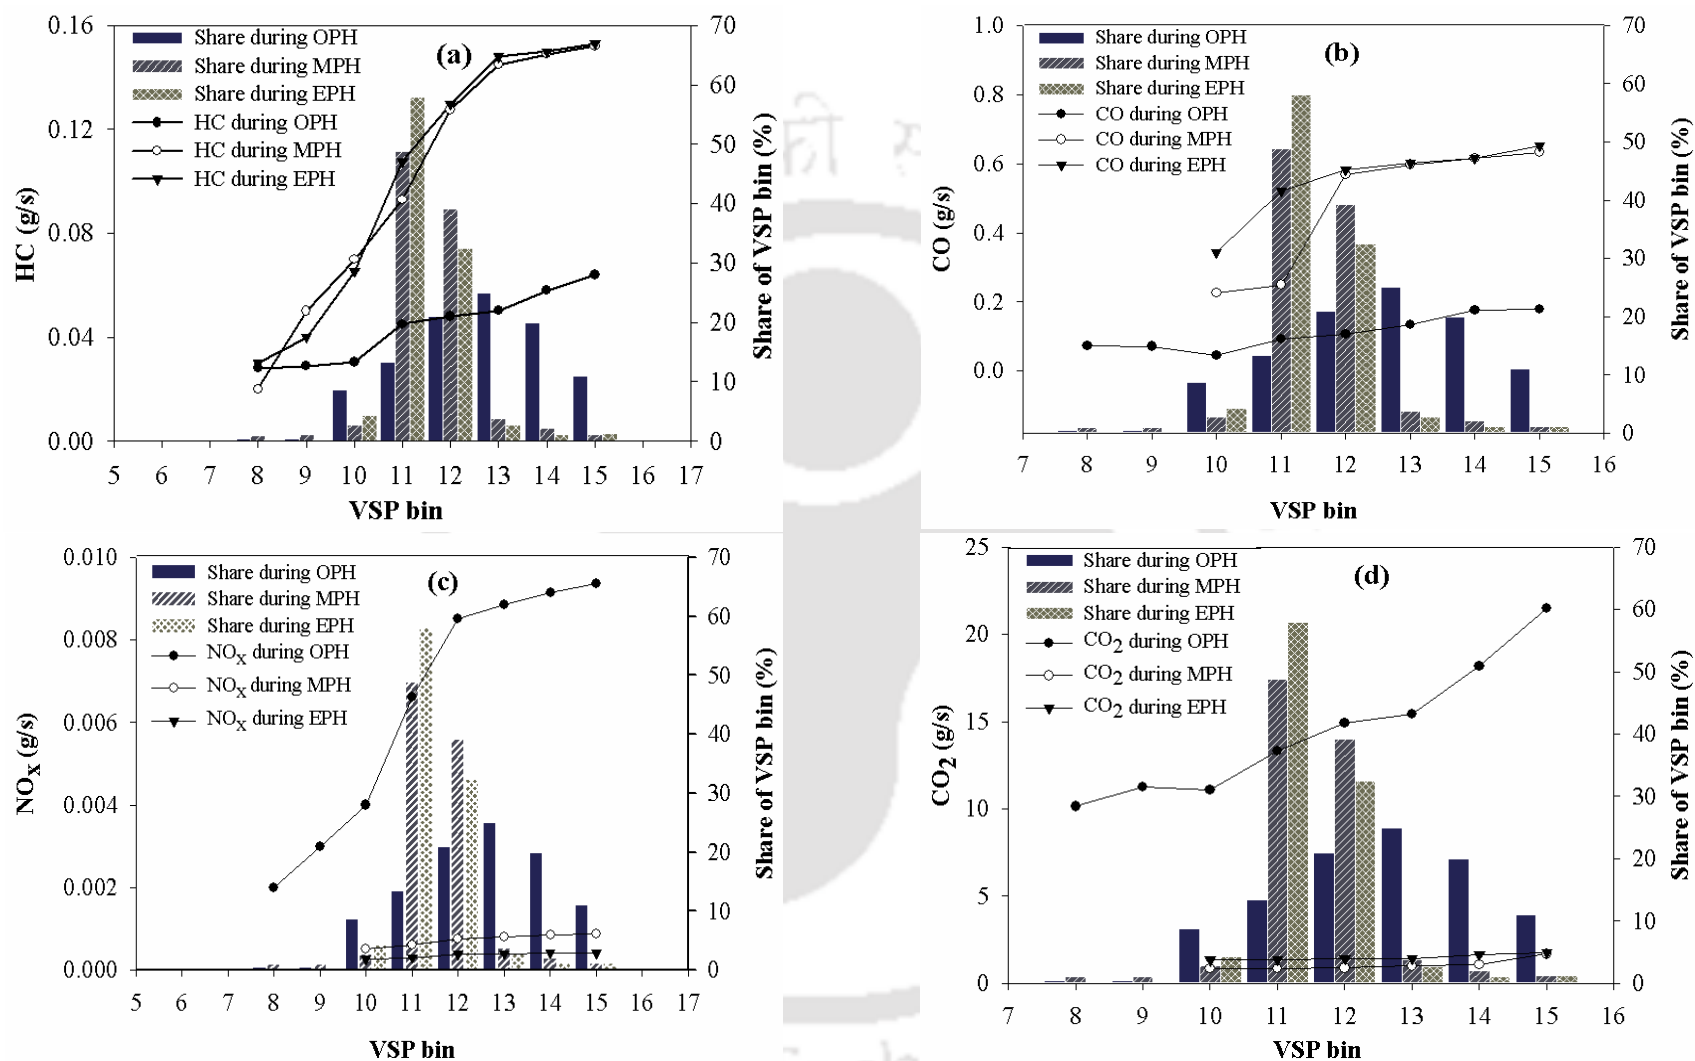 (a)
Share during OPH
Share during MPH
Share during EPH
HC during OPH
HC during MPH
HC during EPH
HC (g/s)
0.16
0.12
0.08
0.04
0.00
70
60
50
40
30
20
10
0
Share of VSP bin (%)
5 6 7 8 9 10 11 12 13 14 15 16 17
VSP bin
(b)
Share during OPH
Share during MPH
Share during EPH
CO during OPH
CO during MPH
CO during EPH
CO (g/s)
1.0
0.8
0.6
0.4
0.2
0.0
70
60
50
40
30
20
10
0
Share of VSP bin (%)
7 8 9 10 11 12 13 14 15 16
VSP bin
(c)
Share during OPH
Share during MPH
Share during EPH
NOx during OPH
NOx during MPH
NOx during EPH
NOx (g/s)
0.010
0.008
0.006
0.004
0.002
0.000
70
60
50
40
30
20
10
0
Share of VSP bin (%)
5 6 7 8 9 10 11 12 13 14 15 16 17
VSP bin
(d)
Share during OPH
Share during MPH
Share during EPH
CO2 during OPH
CO2 during MPH
CO2 during EPH
CO2 (g/s)
25
20
15
10
5
0
70
60
50
40
30
20
10
0
Share of VSP bin (%)
7 8 9 10 11 12 13 14 15 16
VSP bin